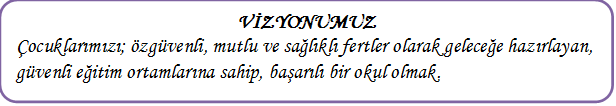 VİZYONUMUZ
Çocuklarımızı; özgüvenli, mutlu ve sağlıklı fertler olarak geleceğe hazırlayan,
güvenli eğitim ortamlarına sahip, başarılı bir okul olmak.